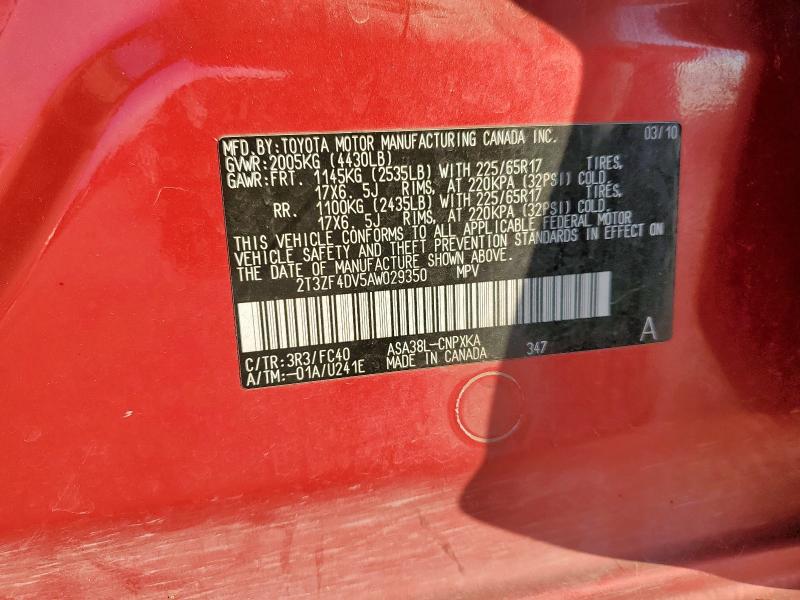 MFD. BY: TOYOTA MOTOR MANUFACTURING CANADA INC. 03/10
GVWR: 2005KG (4430LB)
GAWR: FRT. 1145KG (2535LB) WITH 225/65R17 TIRES,
17X6. 5J RIMS, AT 220KPA (32PSI) COLD.
RR. 1100KG (2435LB) WITH 225/65R17 TIRES,
17X6. 5J RIMS, AT 220KPA (32PSI) COLD.
THIS VEHICLE CONFORMS TO ALL APPLICABLE FEDERAL MOTOR
VEHICLE SAFETY AND THEFT PREVENTION STANDARDS IN EFFECT ON
THE DATE OF MANUFACTURE SHOWN ABOVE.
2T3ZF4DV5AW029350 MPV
C/TR: 3R3/FC40 ASA38L-CNPXKA 347 A
A/TM: -01A/U241E MADE IN CANADA